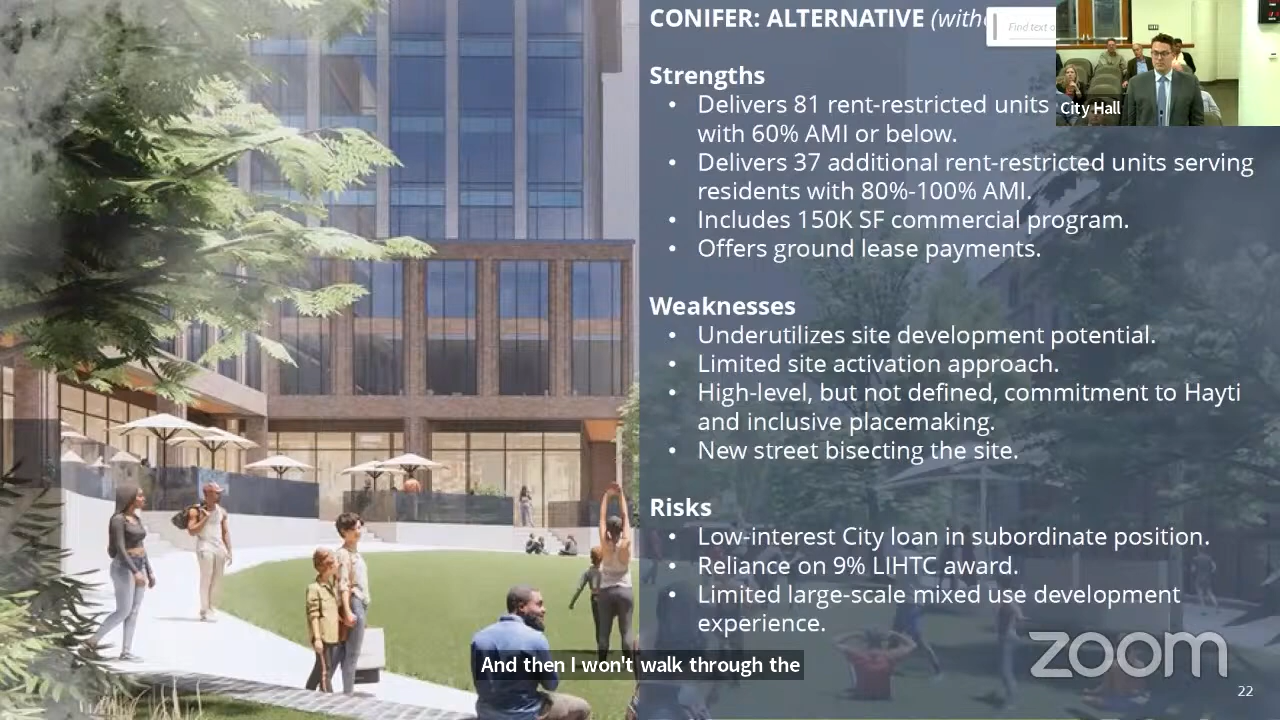 CONIFER: ALTERNATIVE (with
Find text o
City Hall
Strengths
• Delivers 81 rent-restricted units
with 60% AMI or below.
• Delivers 37 additional rent-restricted units serving
residents with 80%-100% AMI.
• Includes 150K SF commercial program.
• Offers ground lease payments.
Weaknesses
• Underutilizes site development potential.
• Limited site activation approach.
• High-level, but not defined, commitment to Hayti
and inclusive placemaking.
• New street bisecting the site.
Risks
• Low-interest City loan in subordinate position.
• Reliance on 9% LIHTC award.
• Limited large-scale mixed use development
experience.
And then I won't walk through the
zoom
22